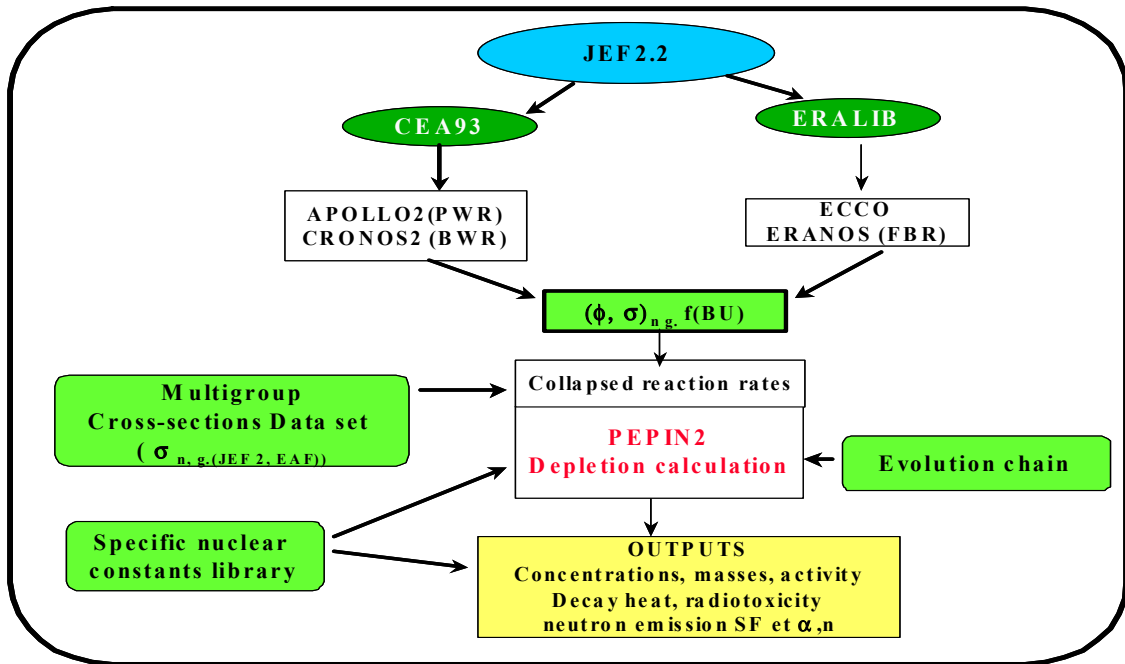 JEF2.2
CEA93
ERALIB
APOLLO2(PWR)
CRONOS2 (BWR)
ECCO
ERANOS (FBR)
(ϕ, σ)n g. f(BU)
Multigroup
Cross-sections Data set
( σ n, g.(JEF 2, EAF))
Collapsed reaction rates
PEPIN2
Depletion calculation
Evolution chain
Specific nuclear
constants library
OUTPUTS
Concentrations, masses, activity
Decay heat, radiotoxicity
neutron emission SF et α,n